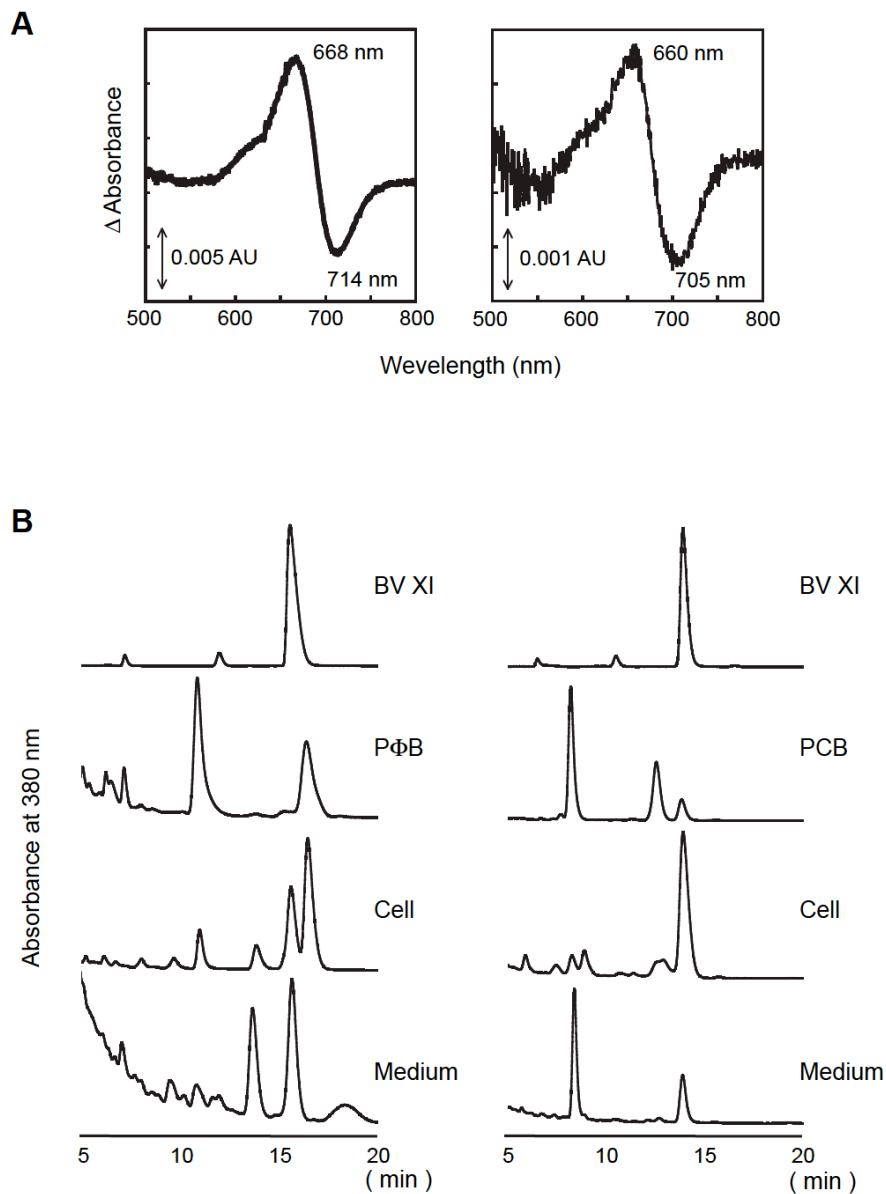 A
668 nm
660 nm
Δ Absorbance
0.005 AU
714 nm
0.001 AU
705 nm
500 600 700 800
500 600 700 800
Wevelength (nm)
B
BV XI
BV XI
PΦB
PCB
Absorbance at 380 nm
Cell
Cell
Medium
Medium
5 10 15 20
5 10 15 20
( min )
( min )